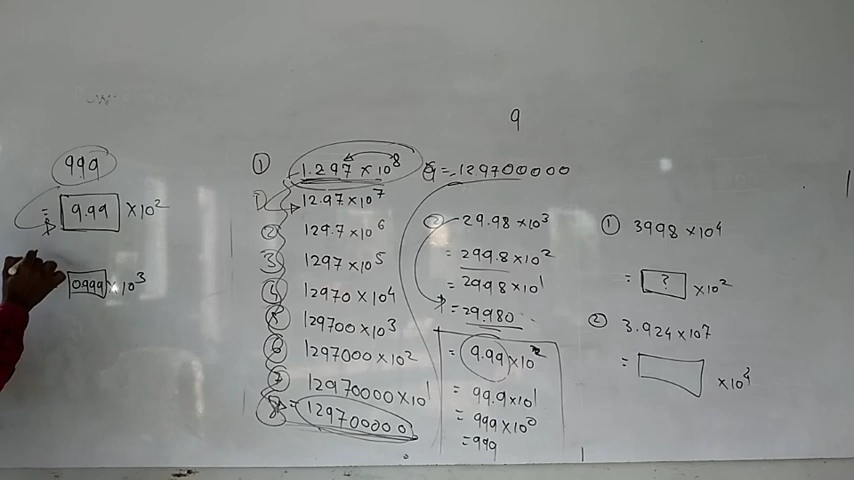 9
999
= 9.99 × 10²
0.999 × 10³
① 1.297 × 10⁸ = 129700000
① 12.97 × 10⁷
② 129.7 × 10⁶
③ 1297 × 10⁵
12970 × 10⁴
129700 × 10³
⑥ 1297000 × 10²
⑦ 12970000 × 10¹
⑧ = 129700000
② 29.98 × 10³
= 299.8 × 10²
= 2998 × 10¹
= 29980
= 9.99 × 10²
= 99.9 × 10¹
= 999 × 10⁰
= 999
① 3998 × 10⁴
= ? × 10²
② 3.924 × 10⁷
= × 10⁴